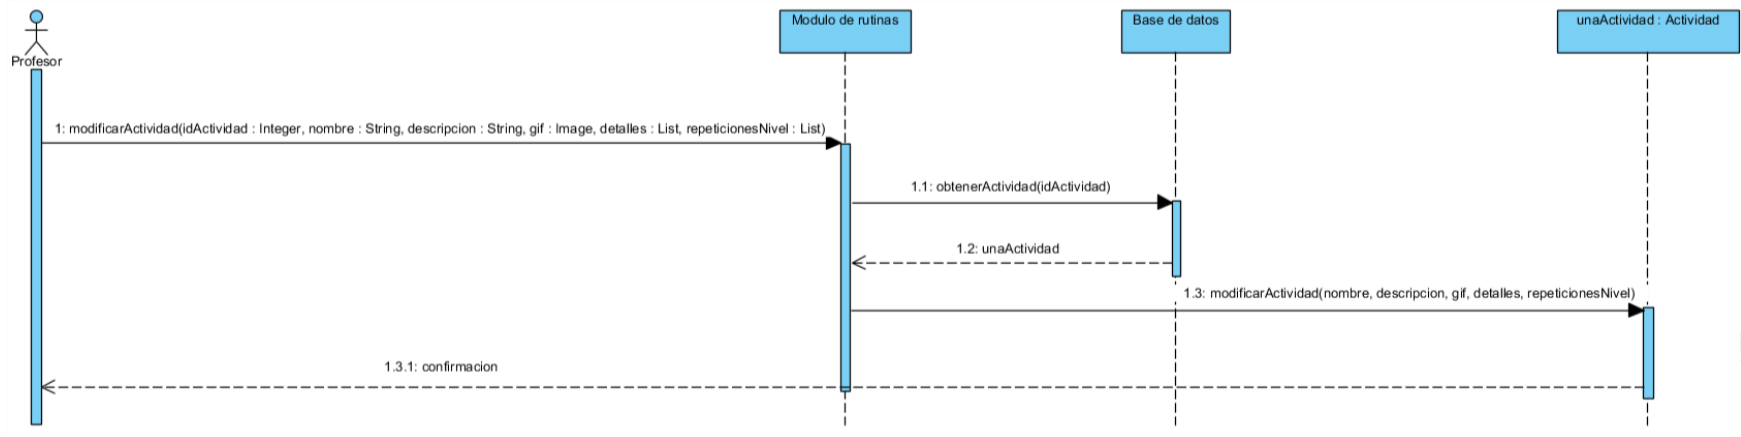 Profesor
Modulo de rutinas
Base de datos
unaActividad : Actividad
1: modificarActividad(idActividad : Integer, nombre : String, descripcion : String, gif : Image, detalles : List, repeticionesNivel : List)
1.1: obtenerActividad(idActividad)
1.2: unaActividad
1.3: modificarActividad(nombre, descripcion, gif, detalles, repeticionesNivel)
1.3.1: confirmacion